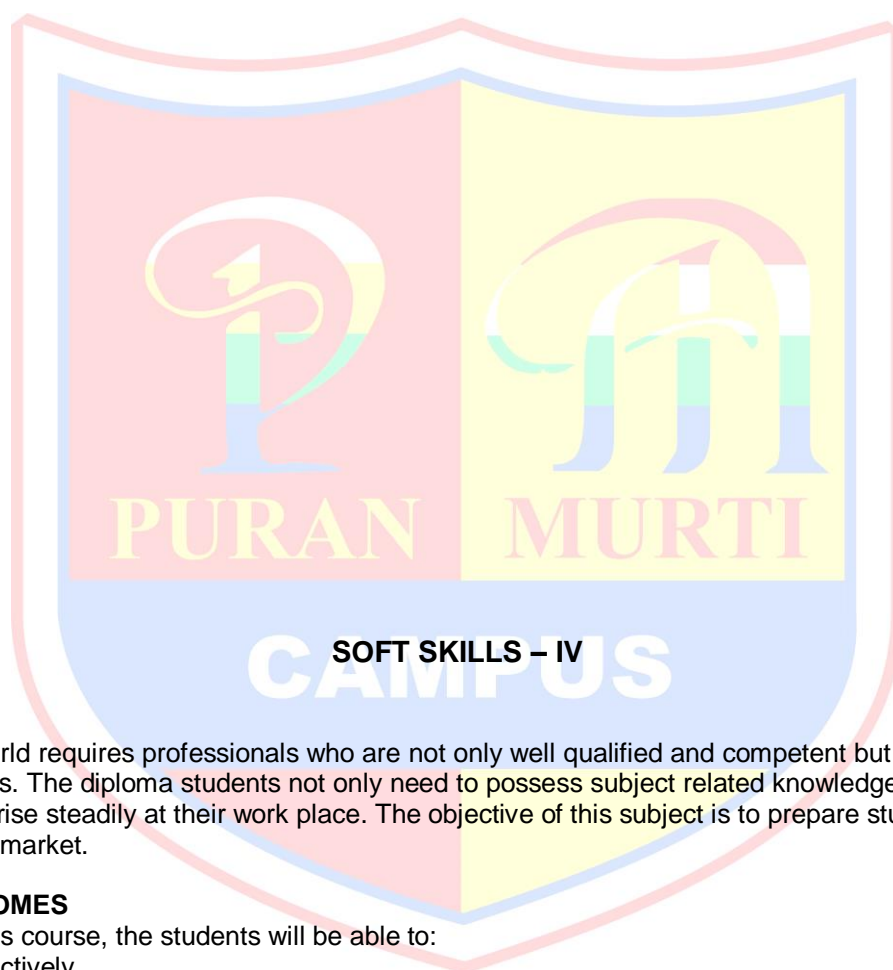 PURAN MURTI
CAMPUS
SOFT SKILLS – IV
rld requires professionals who are not only well qualified and competent but
s. The diploma students not only need to possess subject related knowledge
rise steadily at their work place. The objective of this subject is to prepare stu
market.
OMES
s course, the students will be able to:
ctively